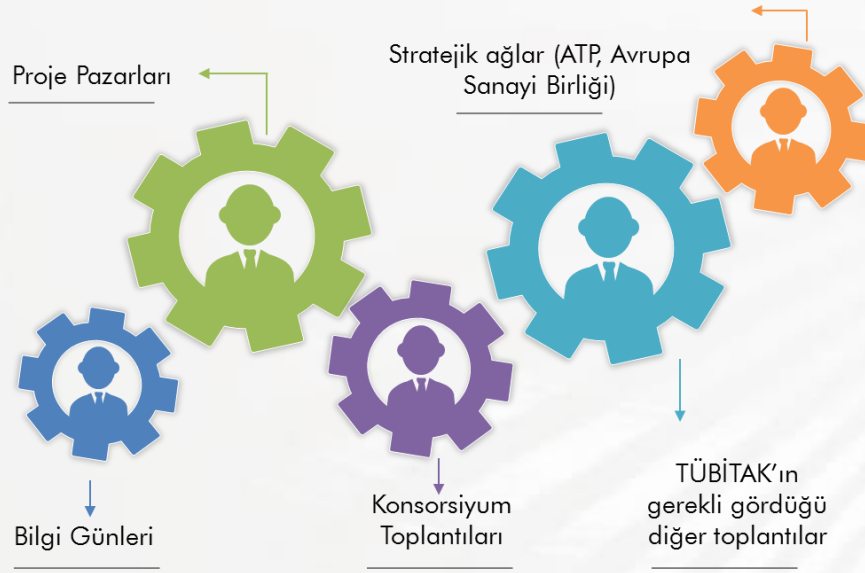 Proje Pazarları
Stratejik ağlar (ATP, Avrupa
Sanayi Birliği)
Bilgi Günleri
Konsorsiyum
Toplantıları
TÜBİTAK’ın
gerekli gördüğü
diğer toplantılar